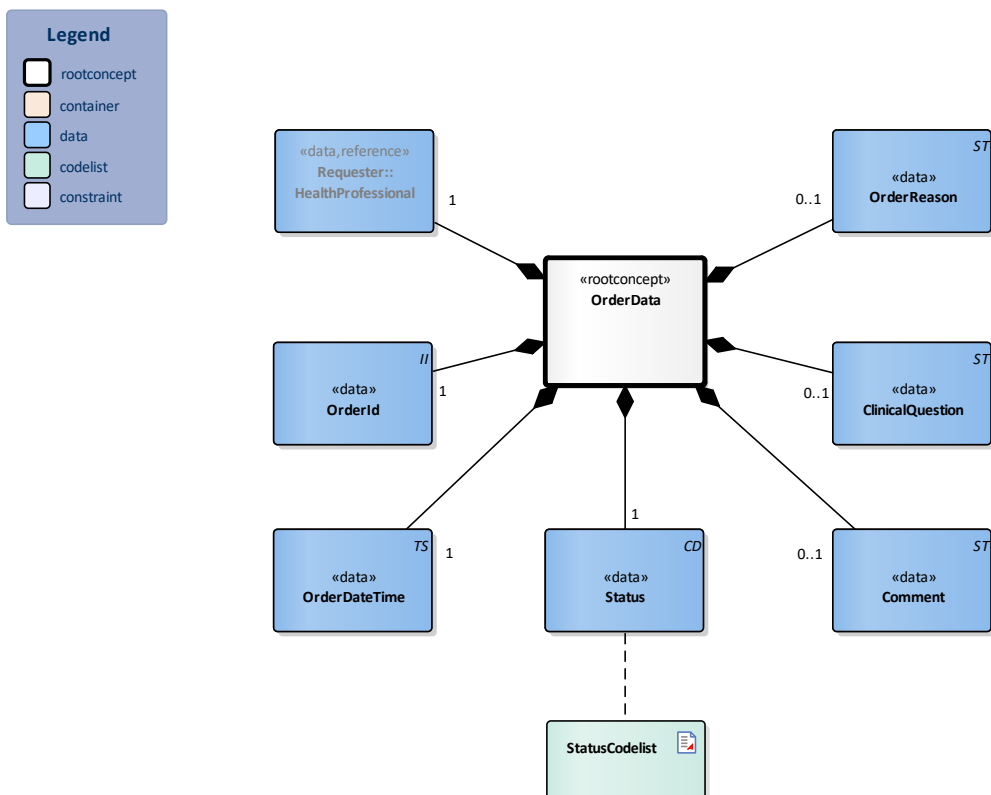 Legend
rootconcept
container
data
codelist
constraint
«data,reference»
Requester::
HealthProfessional
1
ST
«data»
OrderReason
0..1
«rootconcept»
OrderData
II
«data»
OrderId
1
ST
«data»
ClinicalQuestion
0..1
TS
«data»
OrderDateTime
1
CD
«data»
Status
1
ST
«data»
Comment
0..1
StatusCodelist